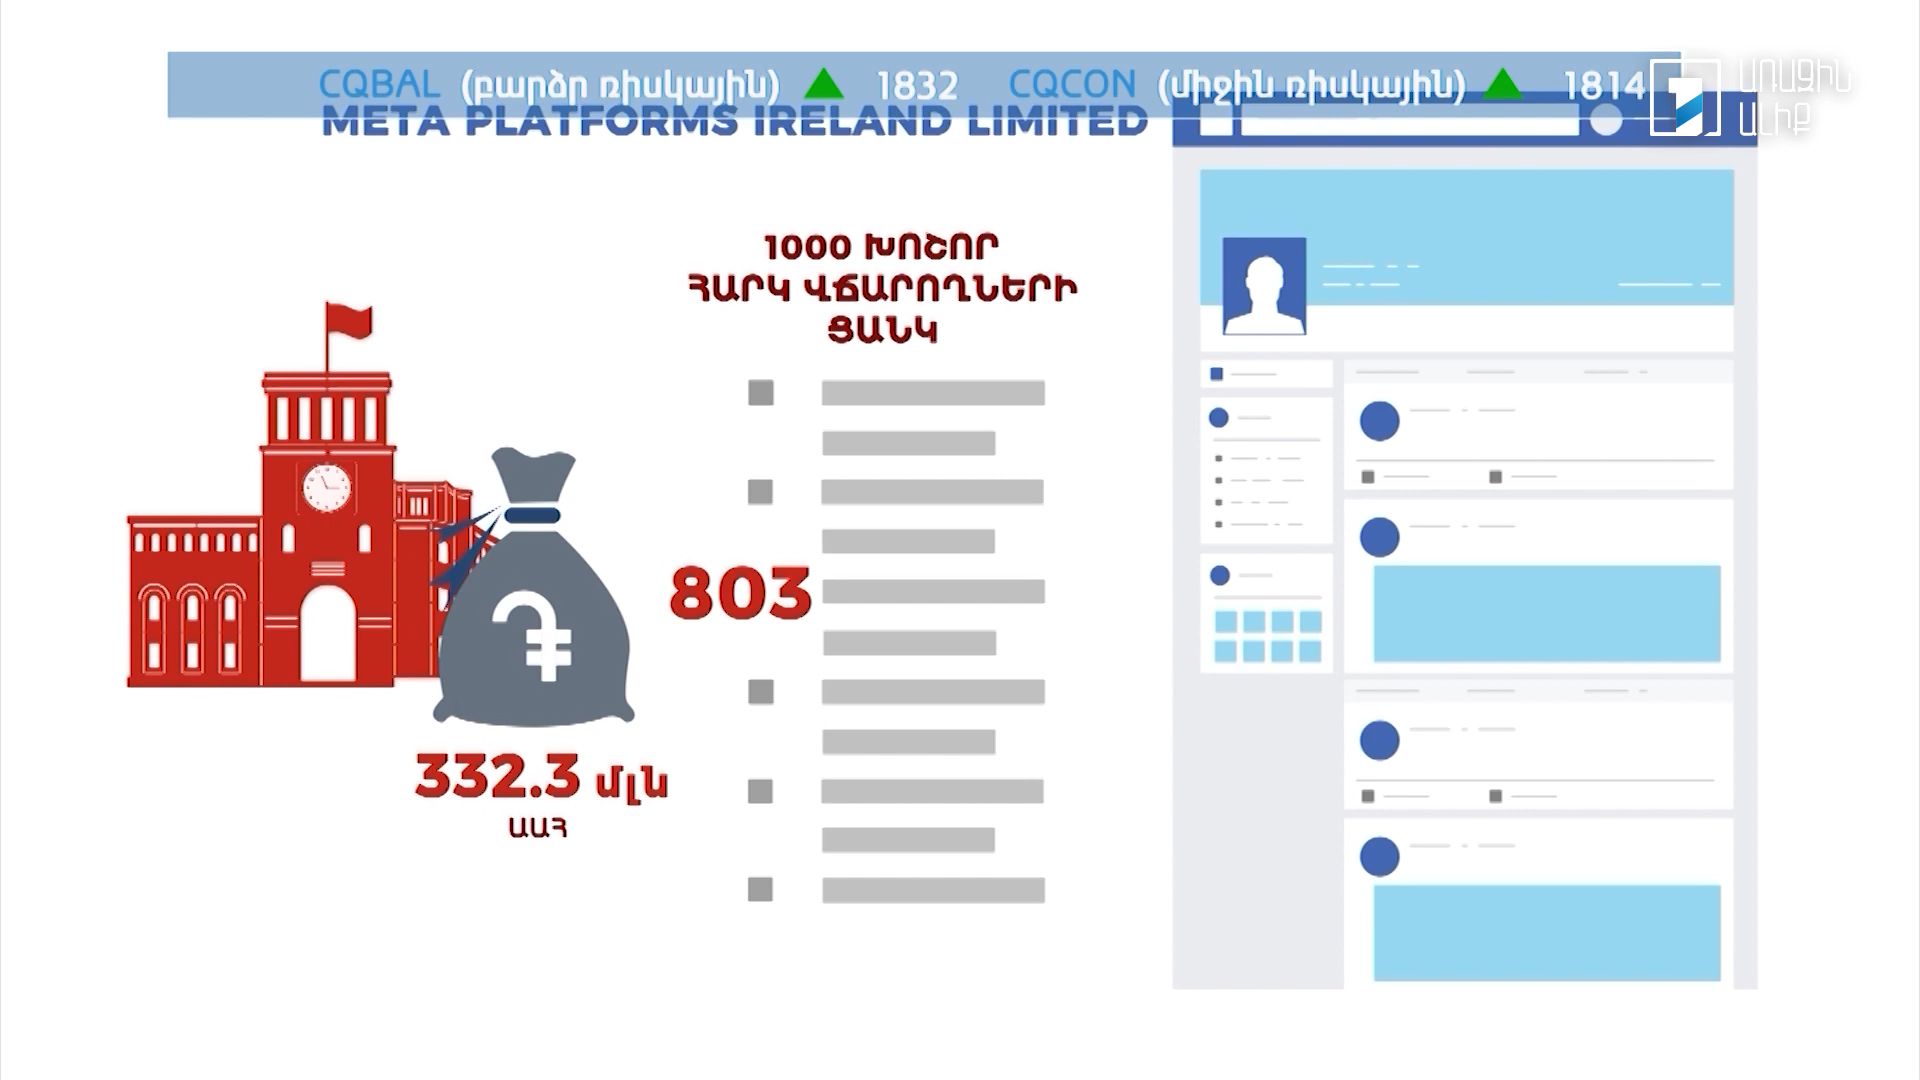 CQBAL (բարձր ռիսկային) ▲ 1832 CQCON (միջին ռիսկային) ▲ 1814
META PLATFORMS IRELAND LIMITED
1 ԱՌԱՋԻՆ
ԱԼԻՔ
1000 ԽՈՇՈՐ
ՀԱՐԿ ՎՃԱՐՈՂՆԵՐԻ
ՑԱՆԿ
803
332.3 մլն
ԱԱՀ